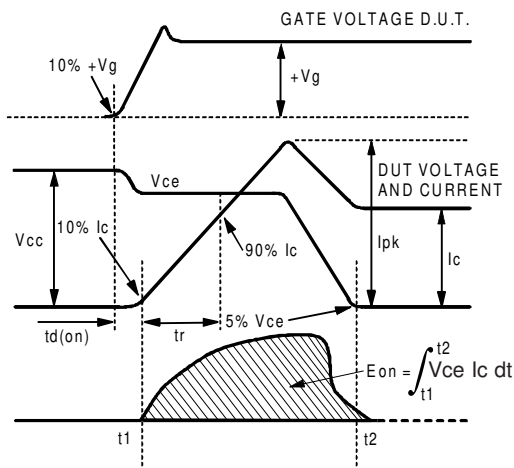 GATE VOLTAGE D.U.T.
10% +Vg
+Vg
Vce
DUT VOLTAGE
AND CURRENT
Vcc
10% Ic
90% Ic
Ipk
Ic
td(on)
tr
5% Vce
Eon = ∫ Vce Ic dt
t2
t1
t1
t2